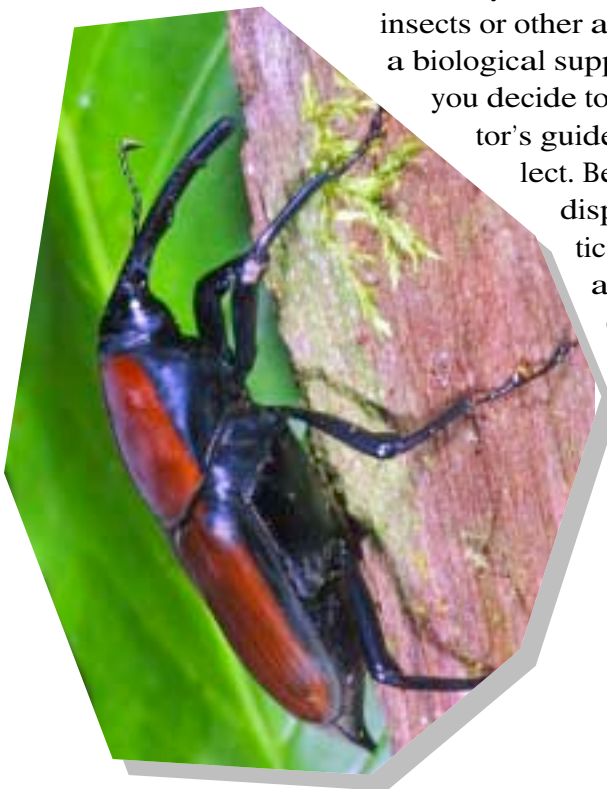 insects or other a
a biological supp
you decide to
tor's guide
lect. Be
disp
tic
a